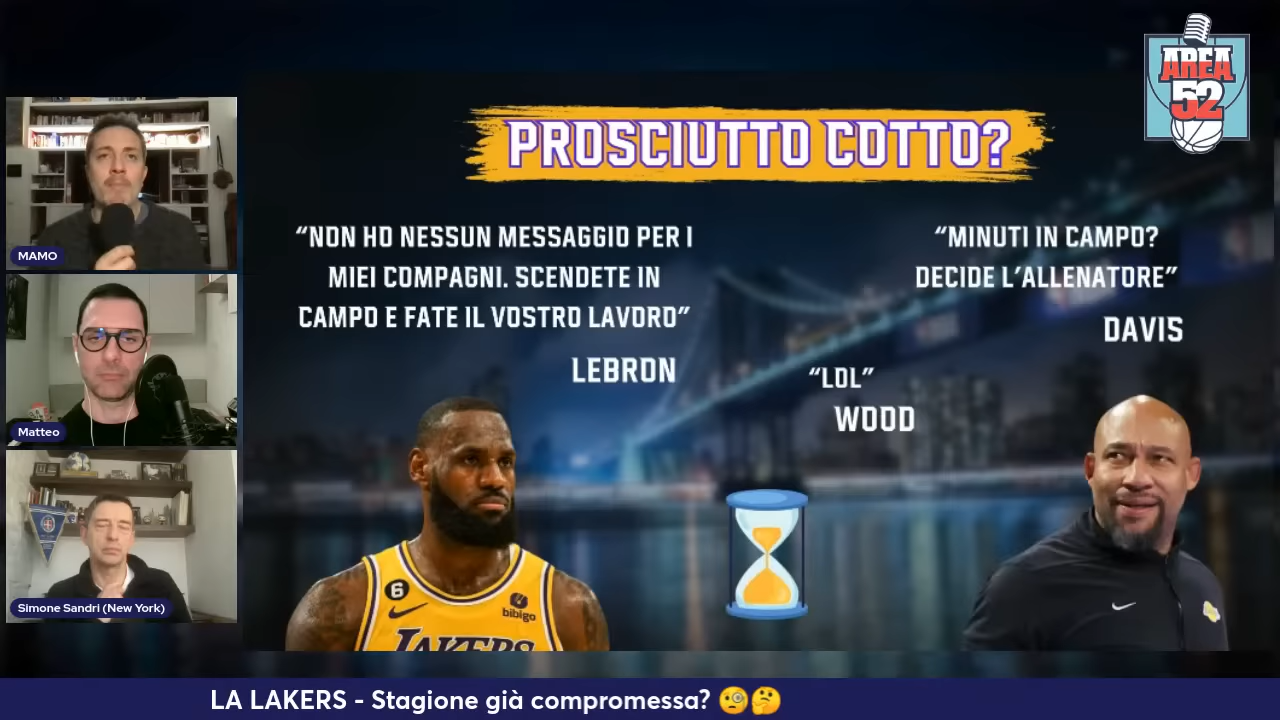 AREA
52
PROSCIUTTO COTTO?
“NON HO NESSUN MESSAGGIO PER I
MIEI COMPAGNI. SCENDETE IN
CAMPO E FATE IL VOSTRO LAVORO”
LEBRON
“MINUTI IN CAMPO?
DECIDE L’ALLENATORE”
DAVIS
“LOL”
WOOD
MAMO
Matteo
Simone Sandri (New York)
6
bibigo
LAKERS
LA LAKERS - Stagione già compromessa? 🧐🤔